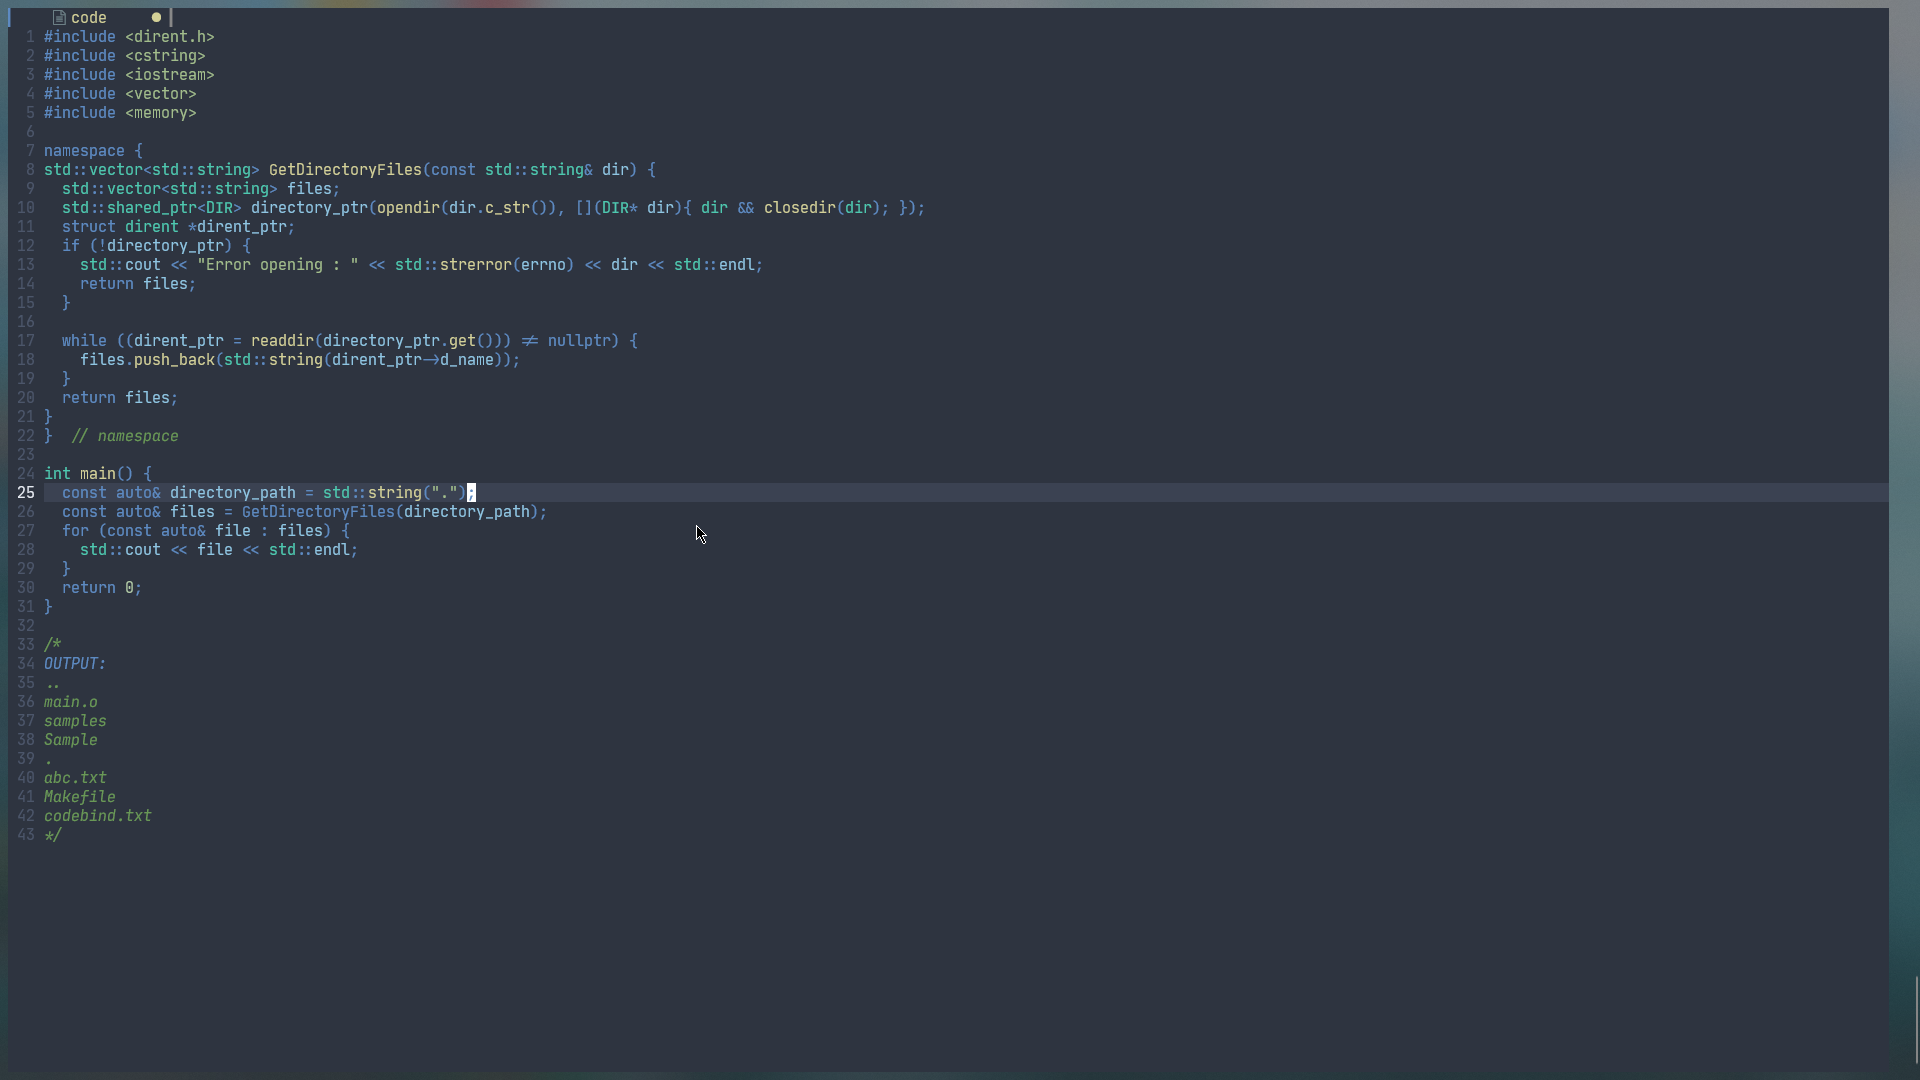 code
1 #include <dirent.h>
2 #include <cstring>
3 #include <iostream>
4 #include <vector>
5 #include <memory>
6
7 namespace {
8 std::vector<std::string> GetDirectoryFiles(const std::string& dir) {
9   std::vector<std::string> files;
10   std::shared_ptr<DIR> directory_ptr(opendir(dir.c_str()), [](DIR* dir){ dir && closedir(dir); });
11   struct dirent *dirent_ptr;
12   if (!directory_ptr) {
13     std::cout << "Error opening : " << std::strerror(errno) << dir << std::endl;
14     return files;
15   }
16
17   while ((dirent_ptr = readdir(directory_ptr.get())) != nullptr) {
18     files.push_back(std::string(dirent_ptr->d_name));
19   }
20   return files;
21 }
22 }  // namespace
23
24 int main() {
25   const auto& directory_path = std::string(".");
26   const auto& files = GetDirectoryFiles(directory_path);
27   for (const auto& file : files) {
28     std::cout << file << std::endl;
29   }
30   return 0;
31 }
32
33 /*
34 OUTPUT:
35 ..
36 main.o
37 samples
38 Sample
39 .
40 abc.txt
41 Makefile
42 codebind.txt
43 */